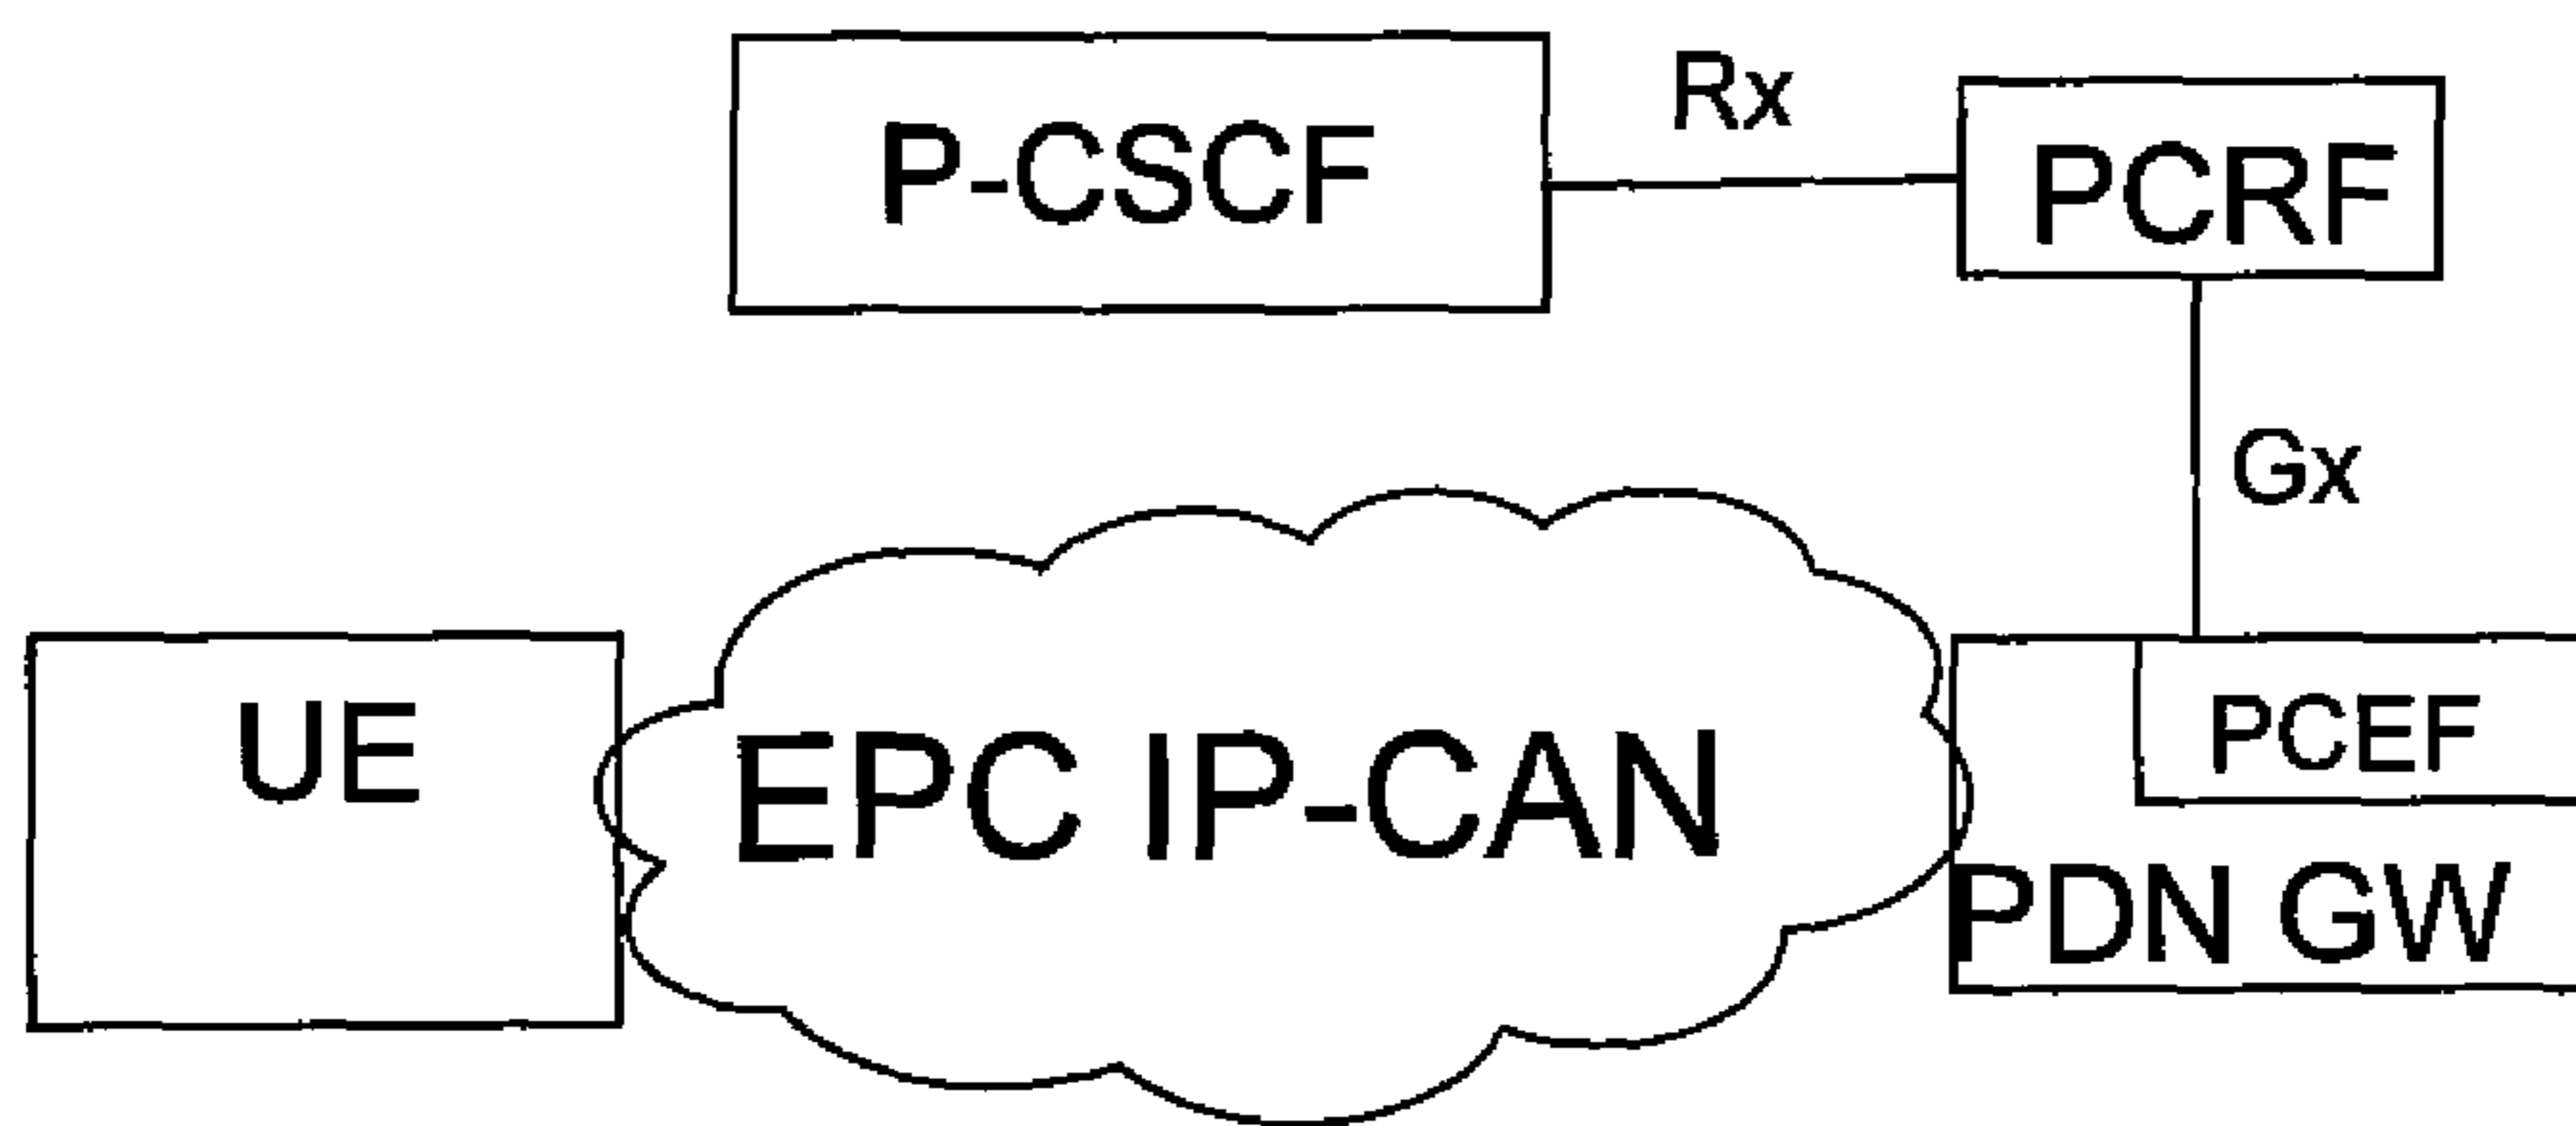 Rx
P-CSCF
PCRF
Gx
UE
EPC IP-CAN
PCEF
PDN GW